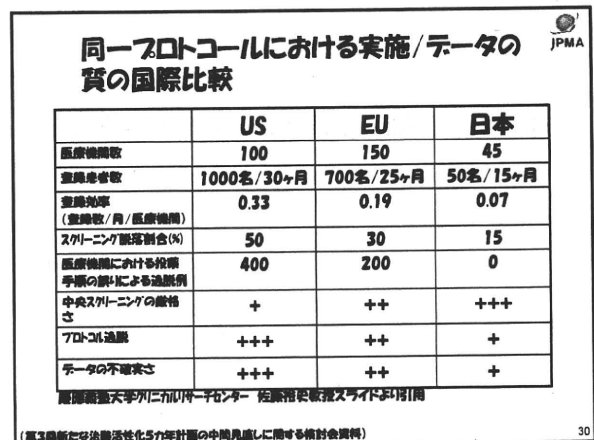 JPMA
同一プロトコールにおける実施/データの
質の国際比較
US EU 日本
医療機関数 100 150 45
登録患者数 1000名/30ヶ月 700名/25ヶ月 50名/15ヶ月
登録効率
(登録数/月/医療機関) 0.33 0.19 0.07
スクリーニング脱落割合(%) 50 30 15
医療機関における投薬
手順の誤りによる逸脱例 400 200 0
中央スクリーニングの厳格
さ + ++ +++
プロトコル逸脱 +++ ++ +
データの不確実さ +++ ++ +
慶應義塾大学クリニカルリサーチセンター 佐藤裕史教授スライドより引用
(第3回新たな治験活性化5カ年計画の中間見直しに関する検討会資料)
30